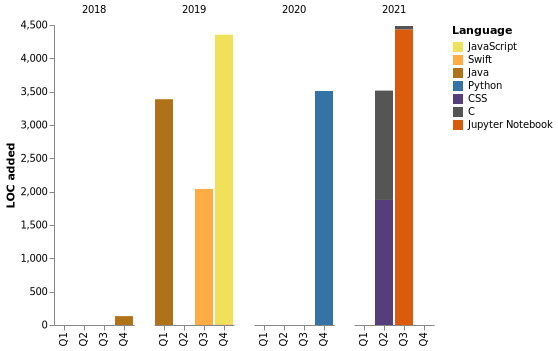 2018 2019 2020 2021
Language
JavaScript
Swift
Java
Python
CSS
C
Jupyter Notebook
LOC added
4,500
4,000
3,500
3,000
2,500
2,000
1,500
1,000
500
0
Q1 Q2 Q3 Q4 Q1 Q2 Q3 Q4 Q1 Q2 Q3 Q4 Q1 Q2 Q3 Q4